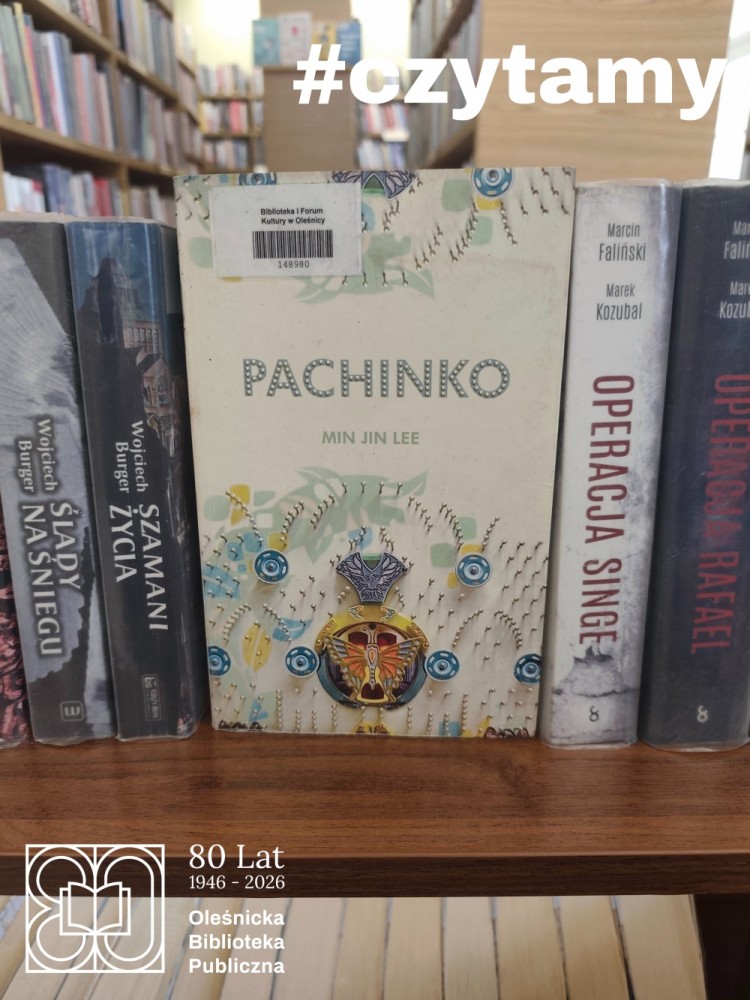 #czytamy
Biblioteka i Forum
Kultury w Oleśnicy
148980
PACHINKO
MIN JIN LEE
Wojciech
Burger
ŚLADY
NA ŚNIEGU
Wojciech
Burger
SZAMANI
ŻYCIA
Marcin
Faliński
Marek
Kozubal
OPERACJA SINGE
OPERACJA RAFAEL
80 Lat
1946 - 2026
Oleśnicka
Biblioteka
Publiczna